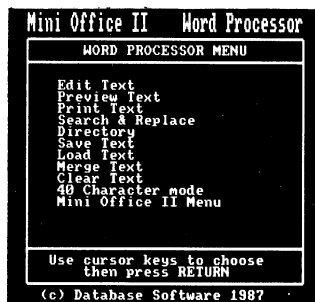 Mini Office II Word Processor
WORD PROCESSOR MENU
Edit Text
Preview Text
Print Text
Search & Replace
Directory
Save Text
Load Text
Merge Text
Clear Text
40 Character mode
Mini Office II Menu
Use cursor keys to choose
then press RETURN
(c) Database Software 1987